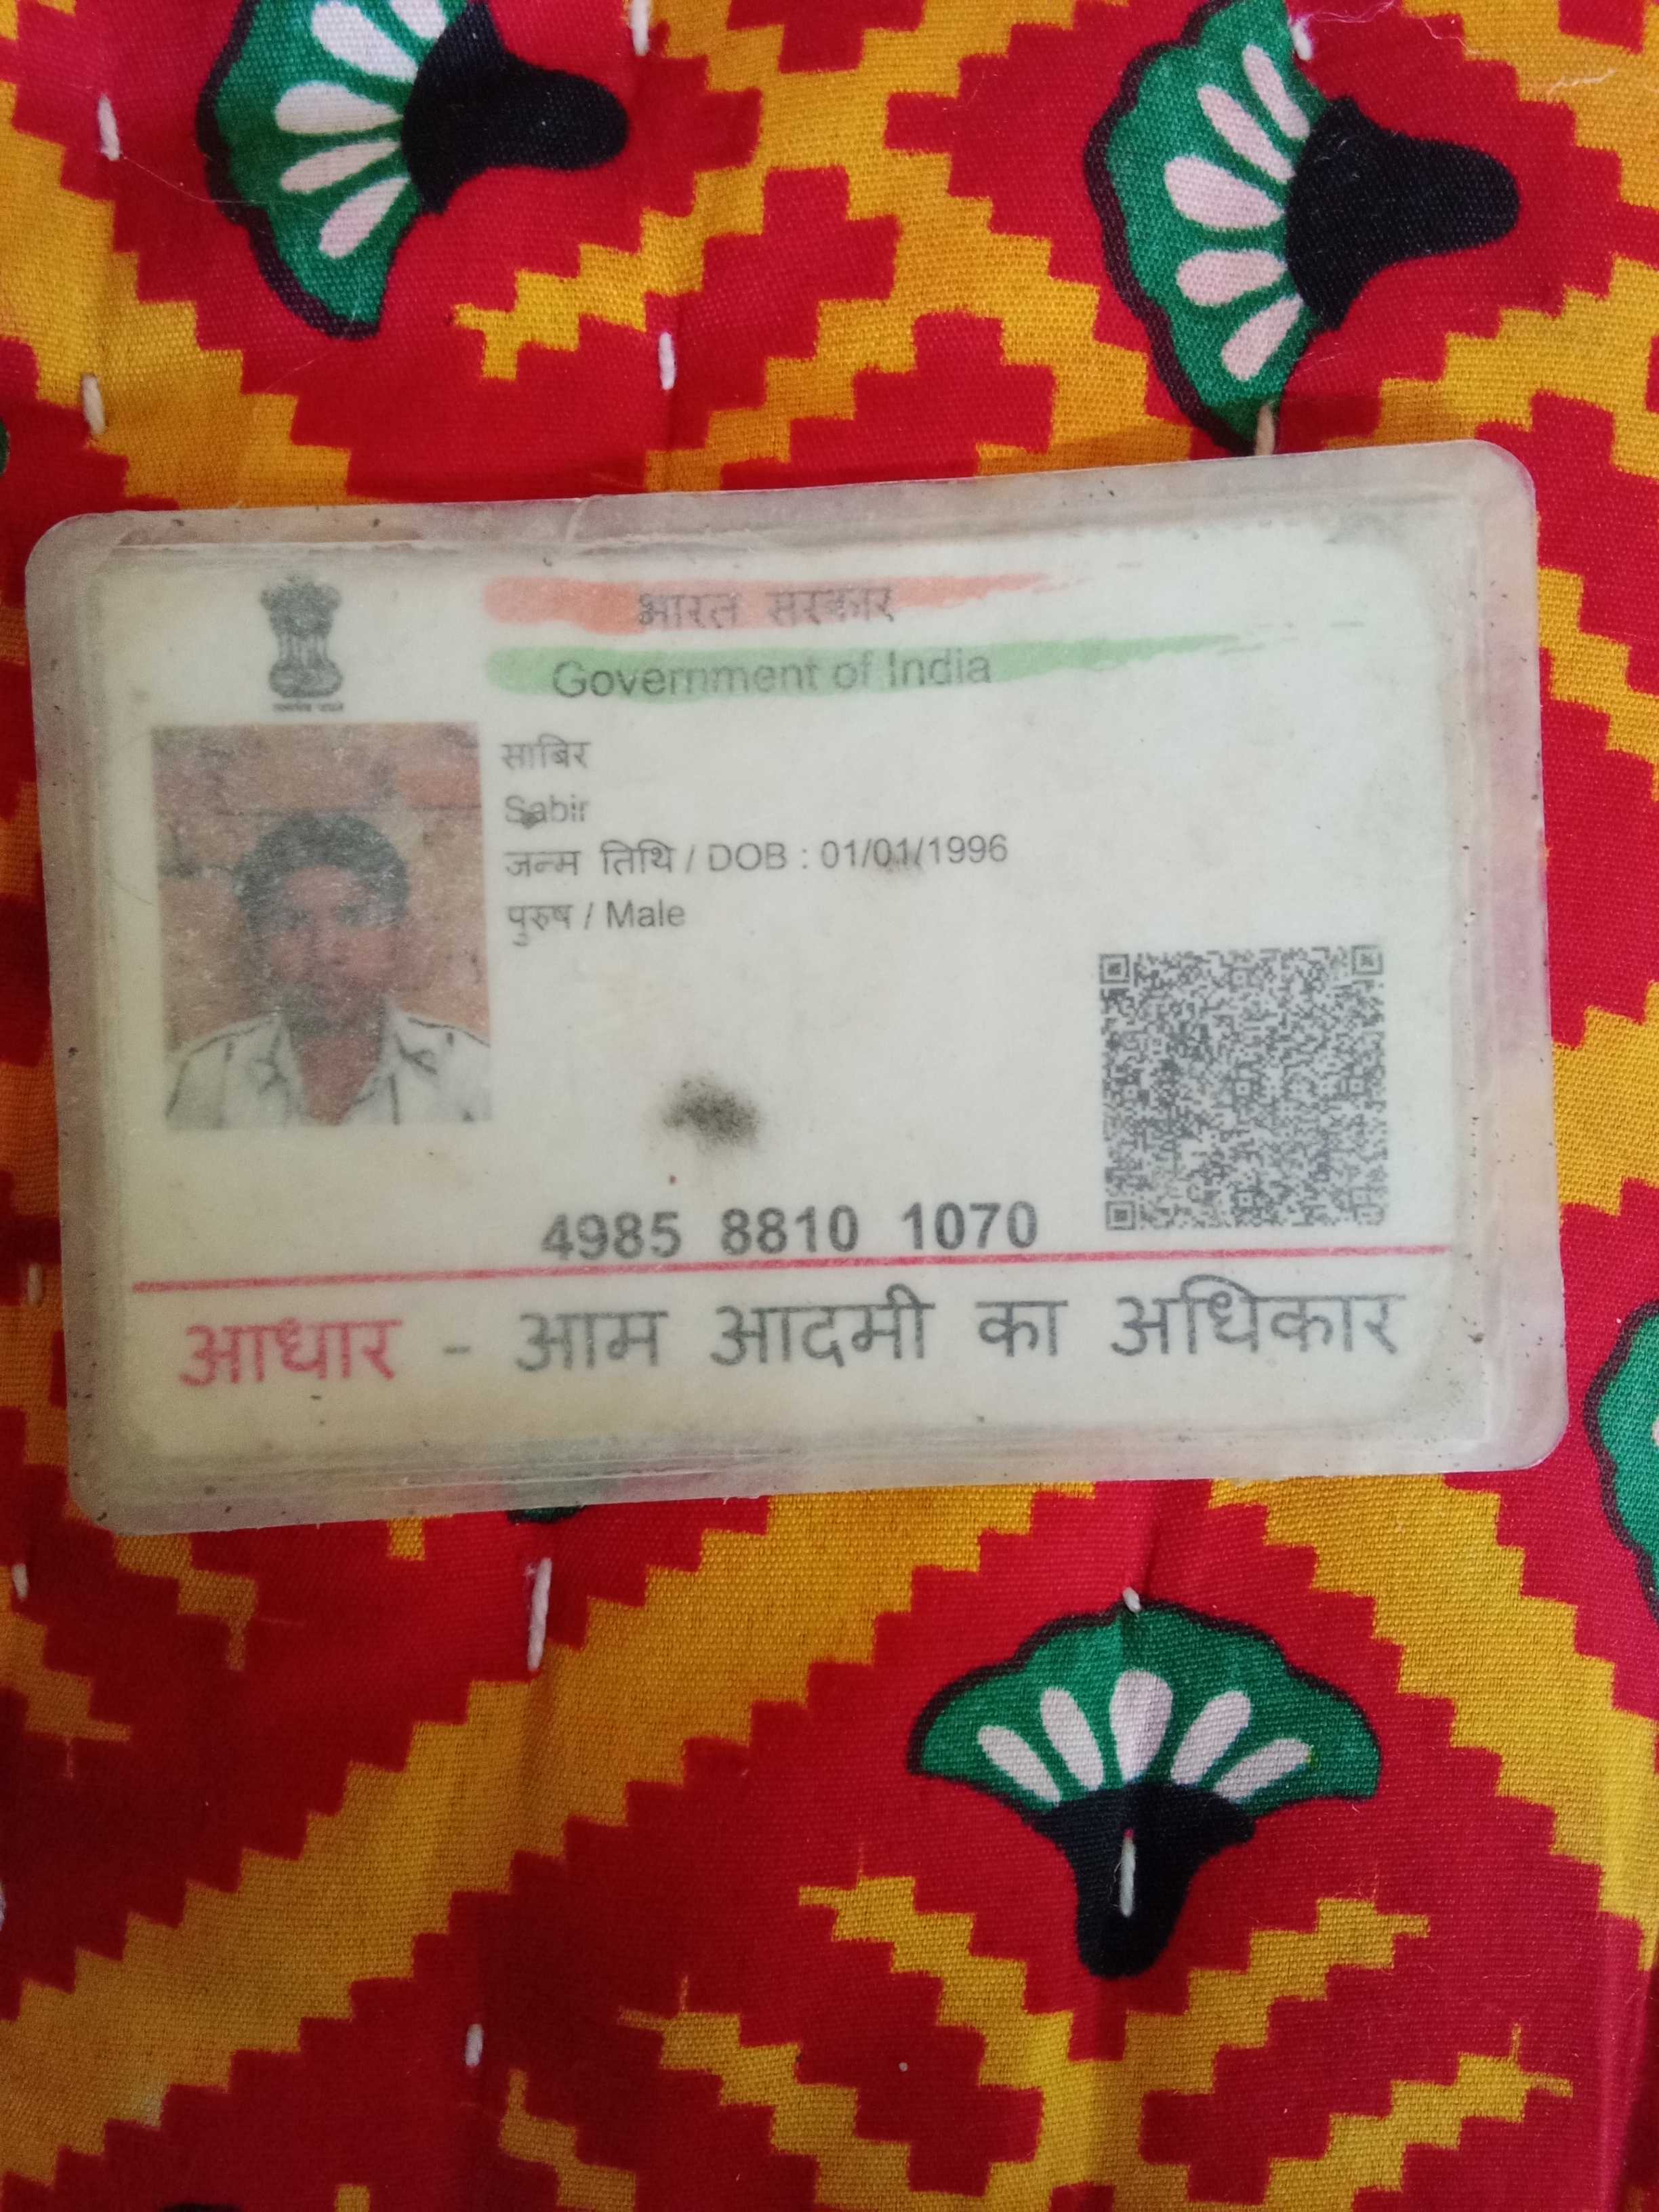 भारत सरकार
Government of India
साबिर
Sabir
जन्म तिथि / DOB : 01/01/1996
पुरुष / Male
4985 8810 1070
आधार - आम आदमी का अधिकार